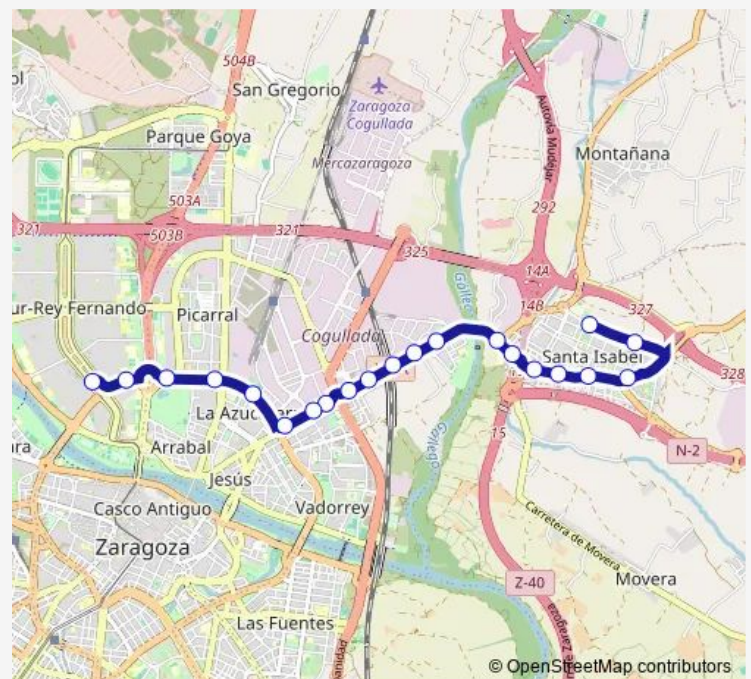 504B
San Gregorio
Parque Goya
Zaragoza
Cogullada
Mercazaragoza
Autovía Mudéjar
Montañana
503A
292
321
503B
321
325
14A
Gállego
327
14B
ur-Rey Fernando
Picarral
Cogullada
Santa Isabel
328
La Azuc
Arrabal
15
Gállego
N-2
Jesús
Casco Antiguo
Vadorrey
Carretera de Movera
Zaragoza
Z-40
Movera
Las Fuentes
© OpenStreetMap contributors